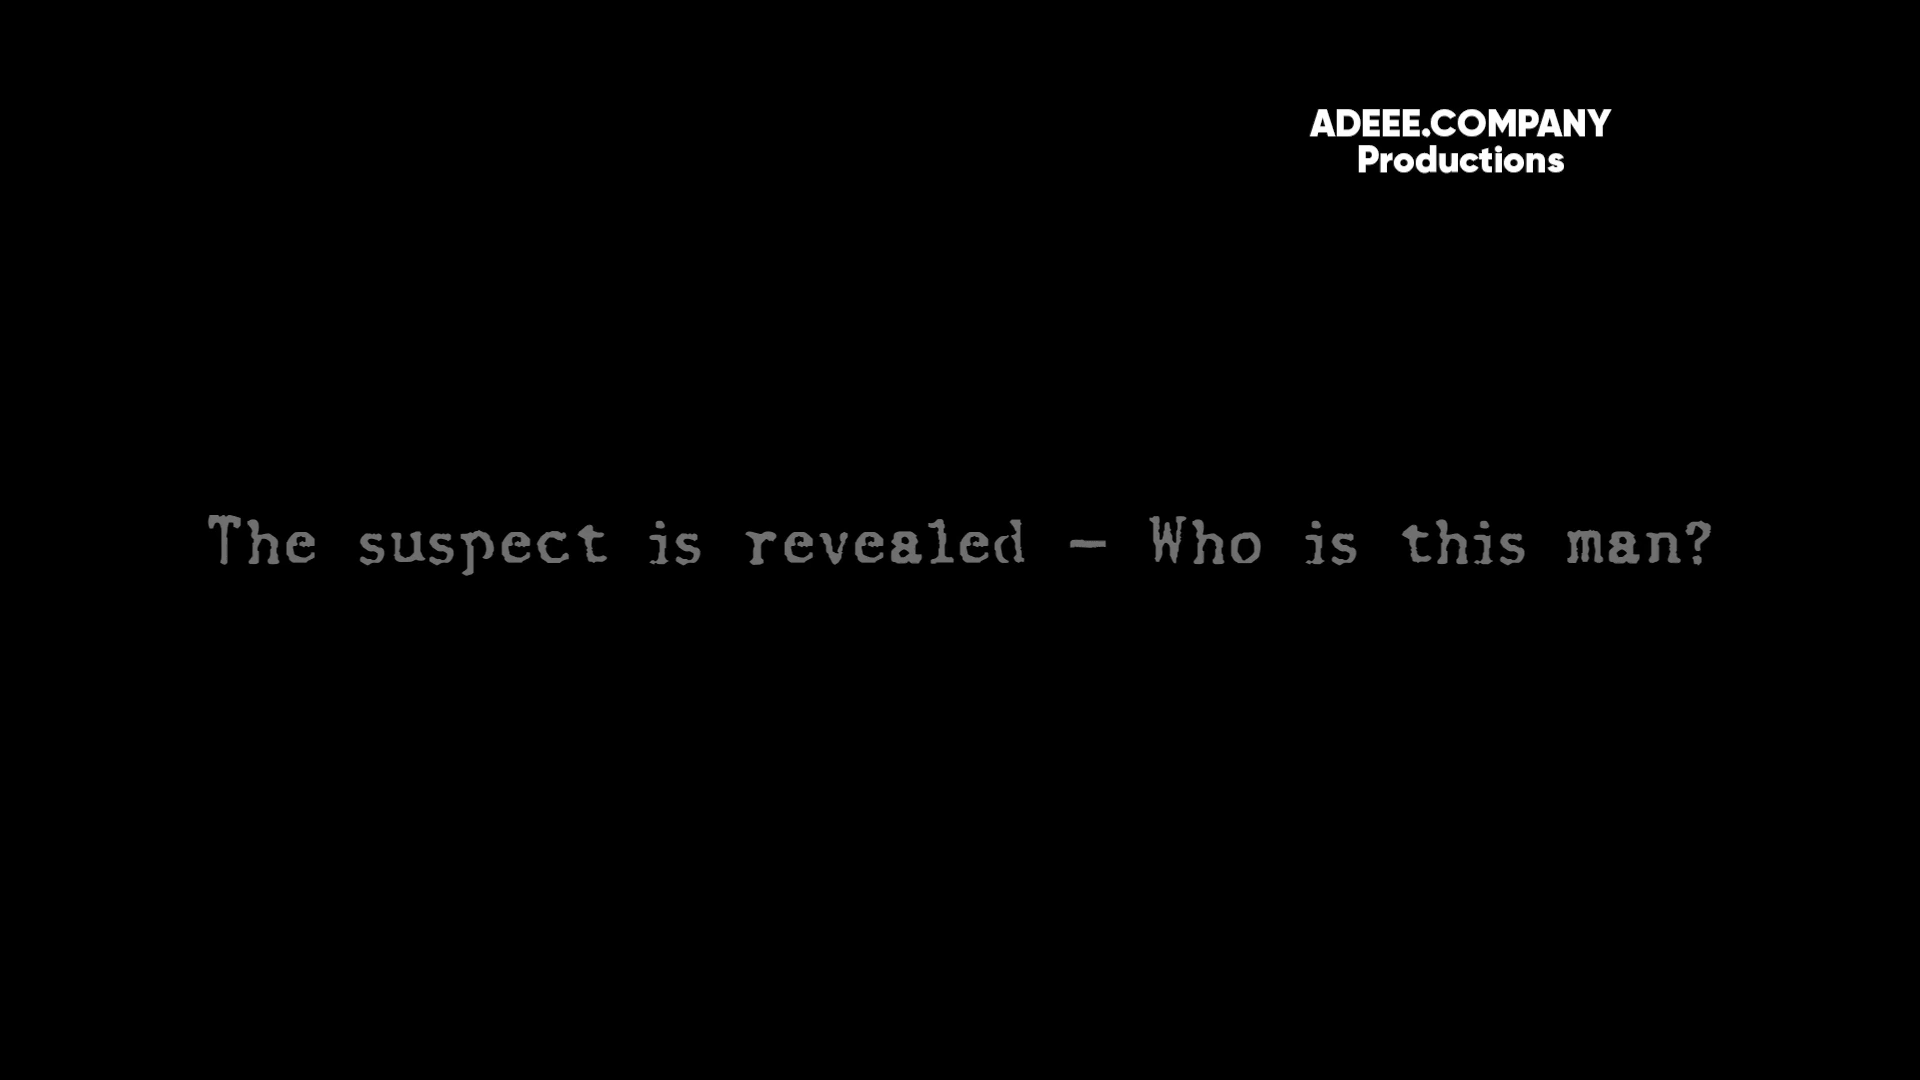 ADEEE.COMPANY
Productions
The suspect is revealed - Who is this man?